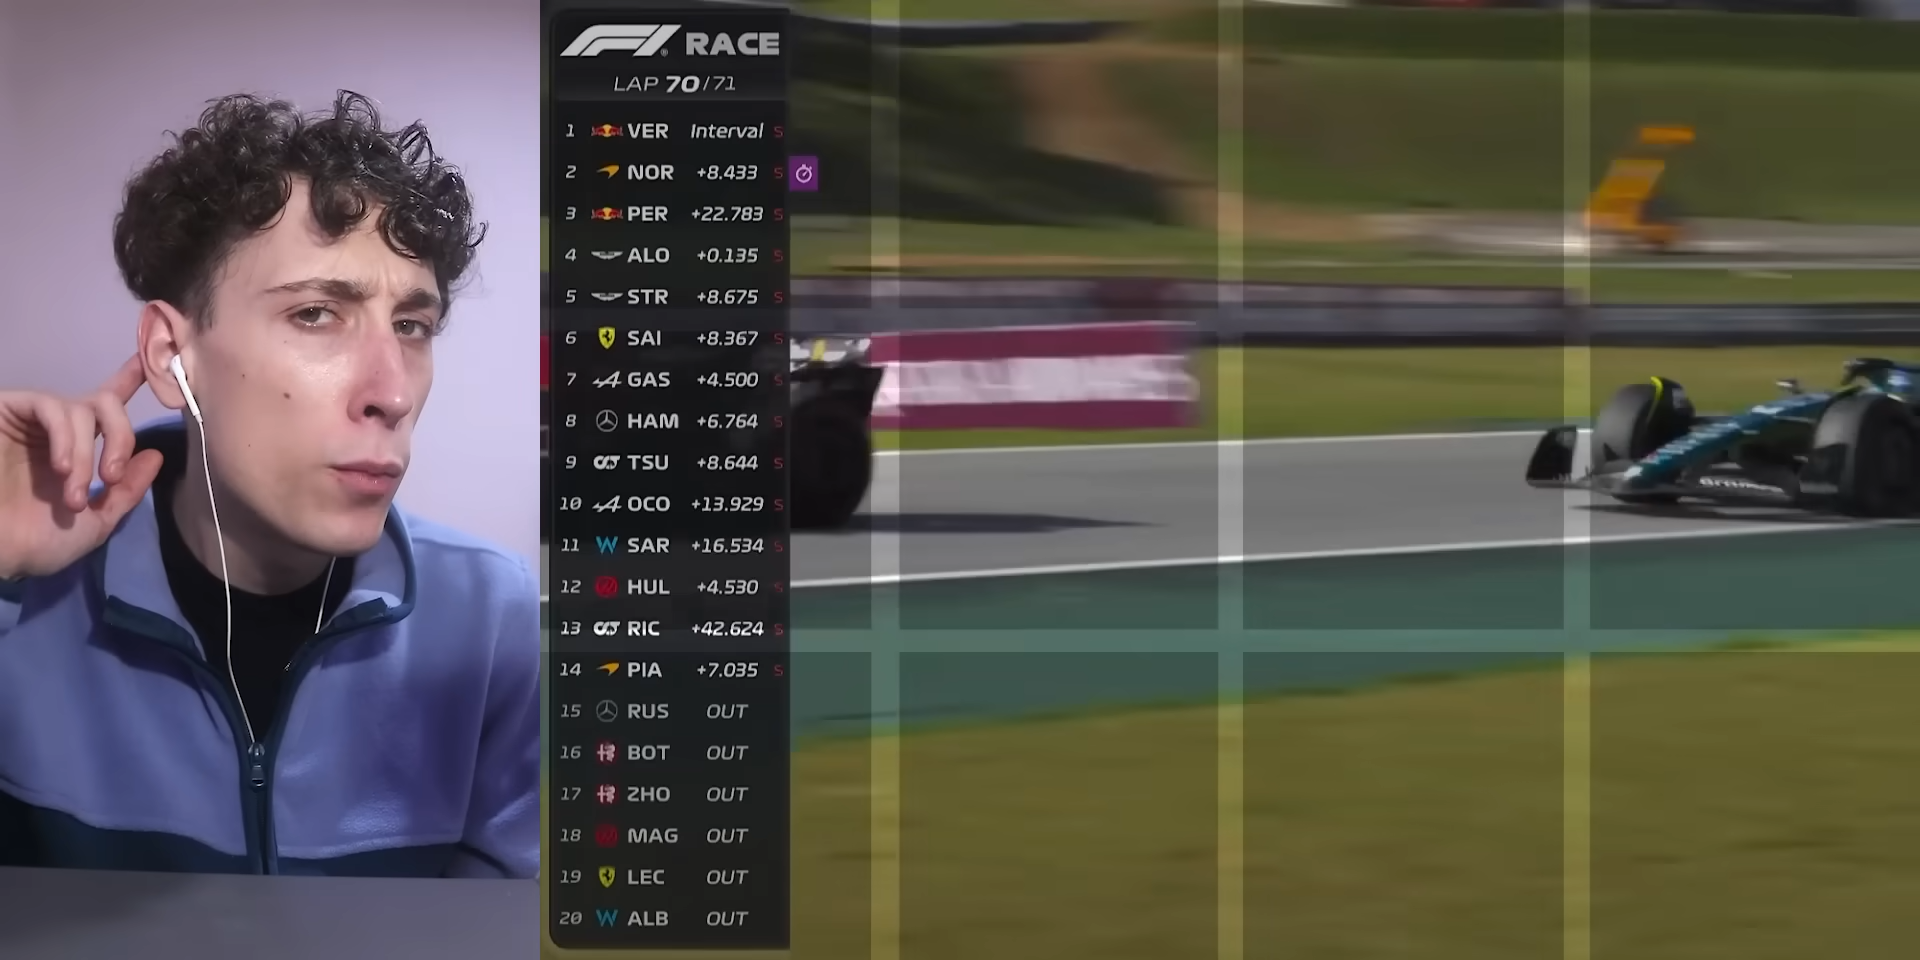 F1 RACE
LAP 70/71
1 VER Interval S
2 NOR +8.433 S
3 PER +22.783 S
4 ALO +0.135 S
5 STR +8.675 S
6 SAI +8.367 S
7 GAS +4.500 S
8 HAM +6.764 S
9 TSU +8.644 S
10 OCO +13.929 S
11 SAR +16.534 S
12 HUL +4.530 S
13 RIC +42.624 S
14 PIA +7.035 S
15 RUS OUT
16 BOT OUT
17 ZHO OUT
18 MAG OUT
19 LEC OUT
20 ALB OUT
aramco